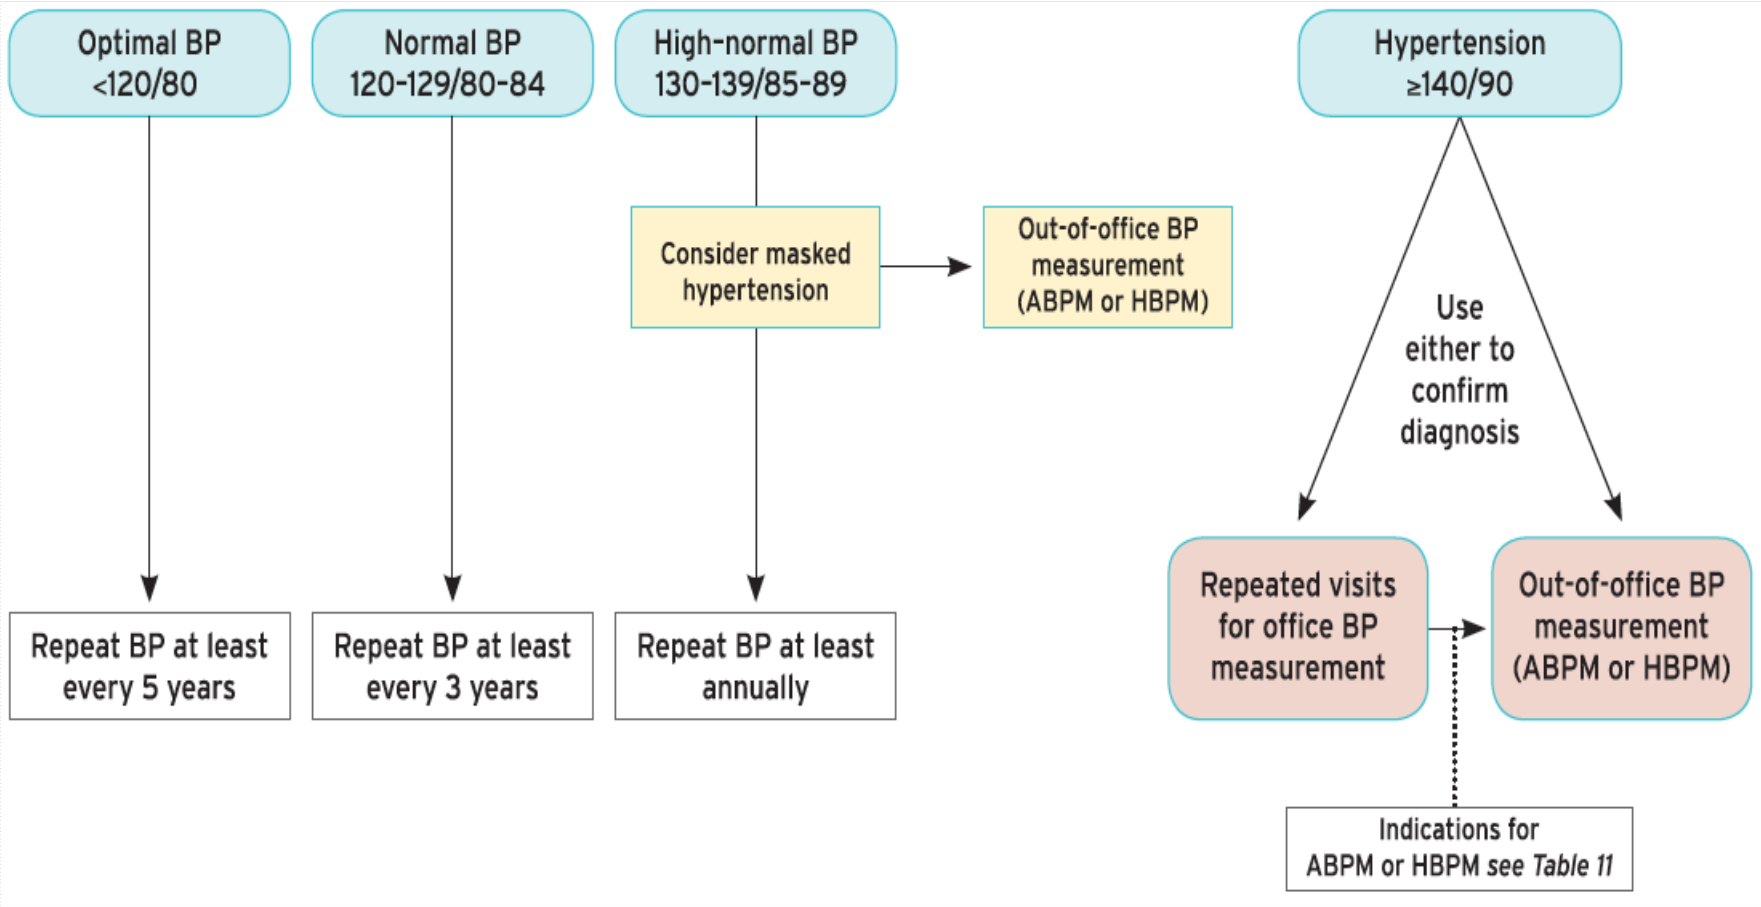 Optimal BP
<120/80
Normal BP
120-129/80-84
High-normal BP
130-139/85-89
Hypertension
≥140/90
Consider masked
hypertension
Out-of-office BP
measurement
(ABPM or HBPM)
Use
either to
confirm
diagnosis
Repeat BP at least
every 5 years
Repeat BP at least
every 3 years
Repeat BP at least
annually
Repeated visits
for office BP
measurement
Out-of-office BP
measurement
(ABPM or HBPM)
Indications for
ABPM or HBPM see Table 11